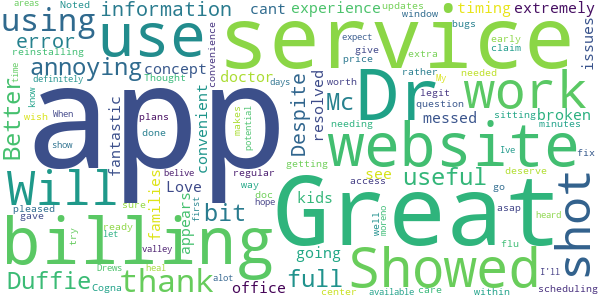 areas Noted cant experience updates window timing extremely
using information
error use service bugs
reinstalling early claim issues
annoying concept doctor convenience expect give price extra
Better time know definitely Thought days worth rather My needed
app Dr work
fantastic convenient Despite resolved Mc legit question messed sitting broken
wish When plans done makes potential needing minutes Ive fix
show website
Will families Love belive regular getting see useful deserve
pleased gave sure appears way doc hope kids access well moreno go asap shot
bit Great heard
try ready let first going flu
billing valley full Showed I'll
Duffie thank office center available care within scheduling
Cogna Drews heal alot